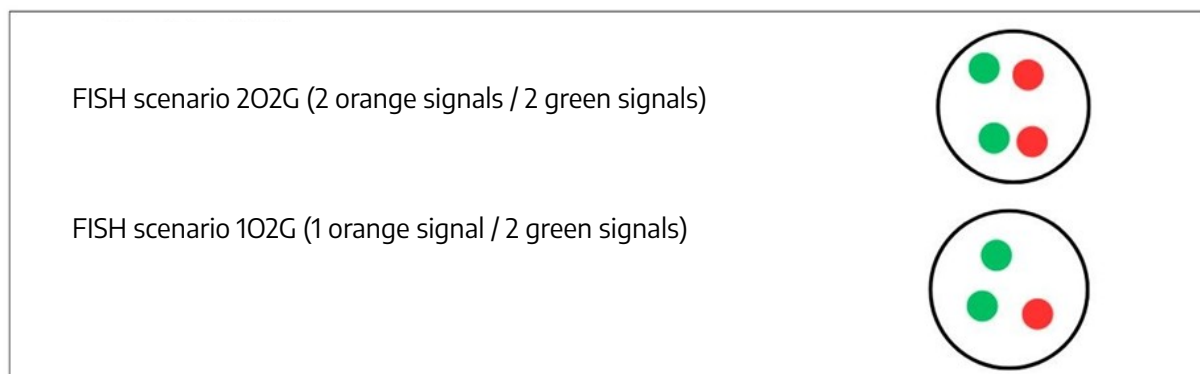 FISH scenario 2O2G (2 orange signals / 2 green signals)
FISH scenario 1O2G (1 orange signal / 2 green signals)